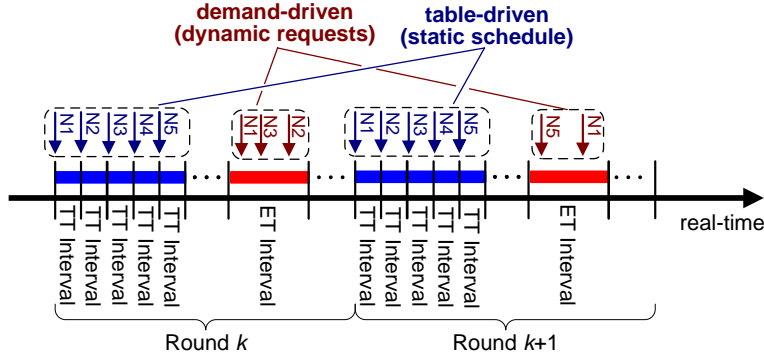 demand-driven
(dynamic requests)
table-driven
(static schedule)
N1
N2
N3
N4
N5
N1
N3
N2
N1
N2
N3
N4
N5
N5
N1
real-time
TT Interval
TT Interval
TT Interval
TT Interval
TT Interval
ET Interval
TT Interval
TT Interval
TT Interval
TT Interval
TT Interval
ET Interval
Round k
Round k+1